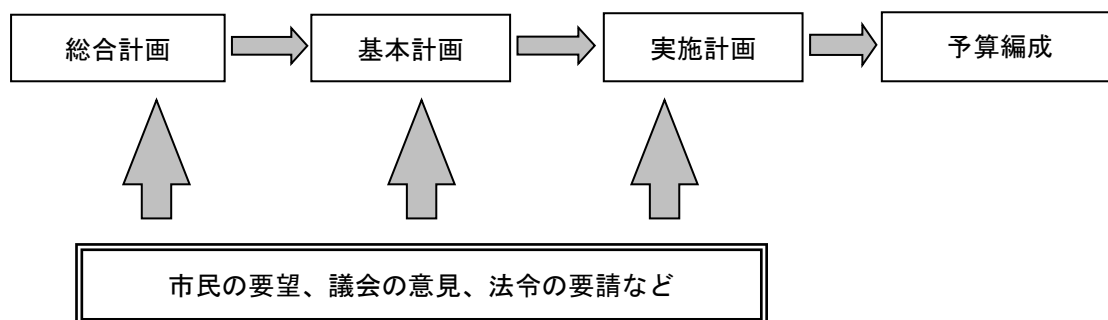 総合計画
基本計画
実施計画
予算編成
市民の要望、議会の意見、法令の要請など